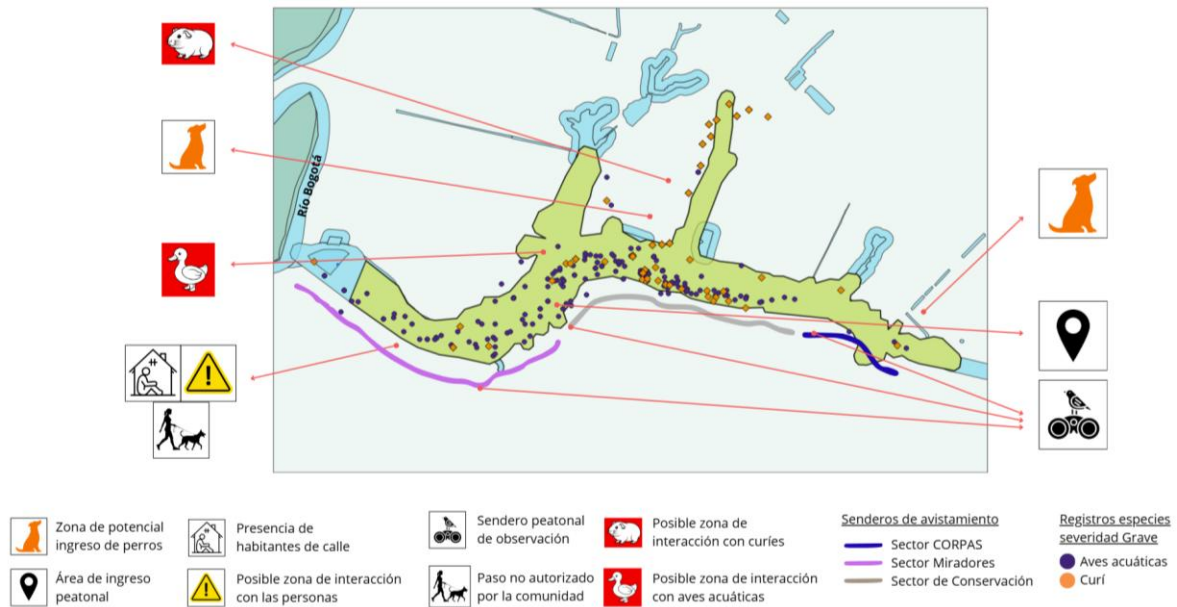 Río Bogotá
Zona de potencial
ingreso de perros
Área de ingreso
peatonal
Presencia de
habitantes de calle
Posible zona de interacción
con las personas
Sendero peatonal
de observación
Paso no autorizado
por la comunidad
Posible zona de
interacción con curíes
Posible zona de interacción
con aves acuáticas
Senderos de avistamiento
Sector CORPAS
Sector Miradores
Sector de Conservación
Registros especies
severidad Grave
Aves acuáticas
Curí